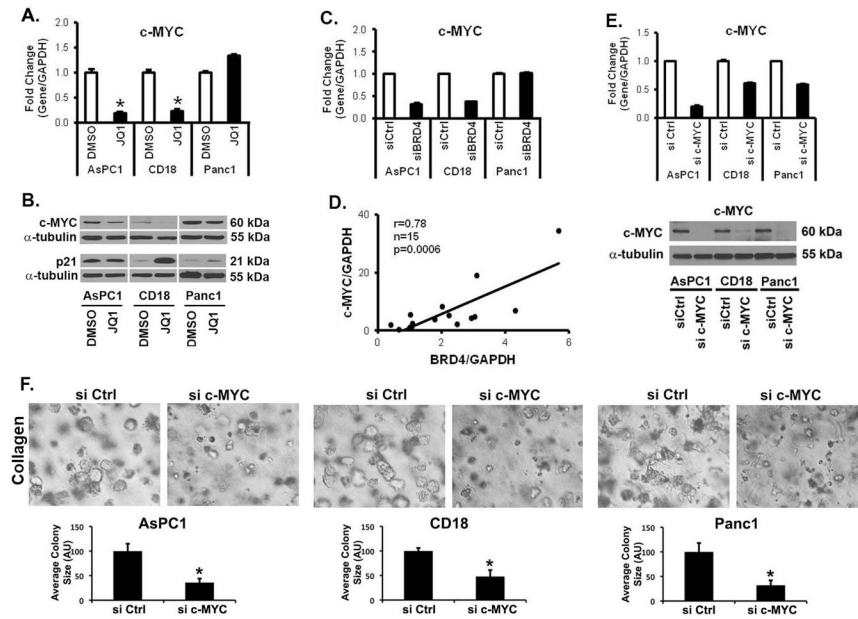 A.
c-MYC
Fold Change
(Gene/GAPDH)
2.0
1.5
1.0
0.5
0.0
*
*
DMSO
JQ1
DMSO
JQ1
DMSO
JQ1
AsPC1
CD18
Panc1
B.
c-MYC
60 kDa
α-tubulin
55 kDa
p21
21 kDa
α-tubulin
55 kDa
AsPC1
CD18
Panc1
DMSO
JQ1
DMSO
JQ1
DMSO
JQ1
C.
c-MYC
Fold Change
(Gene/GAPDH)
2.0
1.5
1.0
0.5
0.0
siCtrl
siBRD4
siCtrl
siBRD4
siCtrl
siBRD4
AsPC1
CD18
Panc1
D.
r=0.78
n=15
p=0.0006
c-MYC/GAPDH
40
30
20
10
0
0
2
4
6
BRD4/GAPDH
E.
c-MYC
Fold Change
(Gene/GAPDH)
2.0
1.5
1.0
0.5
0.0
si Ctrl
si c-MYC
si Ctrl
si c-MYC
si Ctrl
si c-MYC
AsPC1
CD18
Panc1
c-MYC
c-MYC
60 kDa
α-tubulin
55 kDa
AsPC1
CD18
Panc1
siCtrl
si c-MYC
siCtrl
si c-MYC
siCtrl
si c-MYC
F.
si Ctrl
si c-MYC
si Ctrl
si c-MYC
si Ctrl
si c-MYC
Collagen
AsPC1
Average Colony
Size (AU)
150
100
50
0
*
si Ctrl
si c-MYC
CD18
Average Colony
Size (AU)
150
100
50
0
*
si Ctrl
si c-MYC
Panc1
Average Colony
Size (AU)
150
100
50
0
*
si Ctrl
si c-MYC